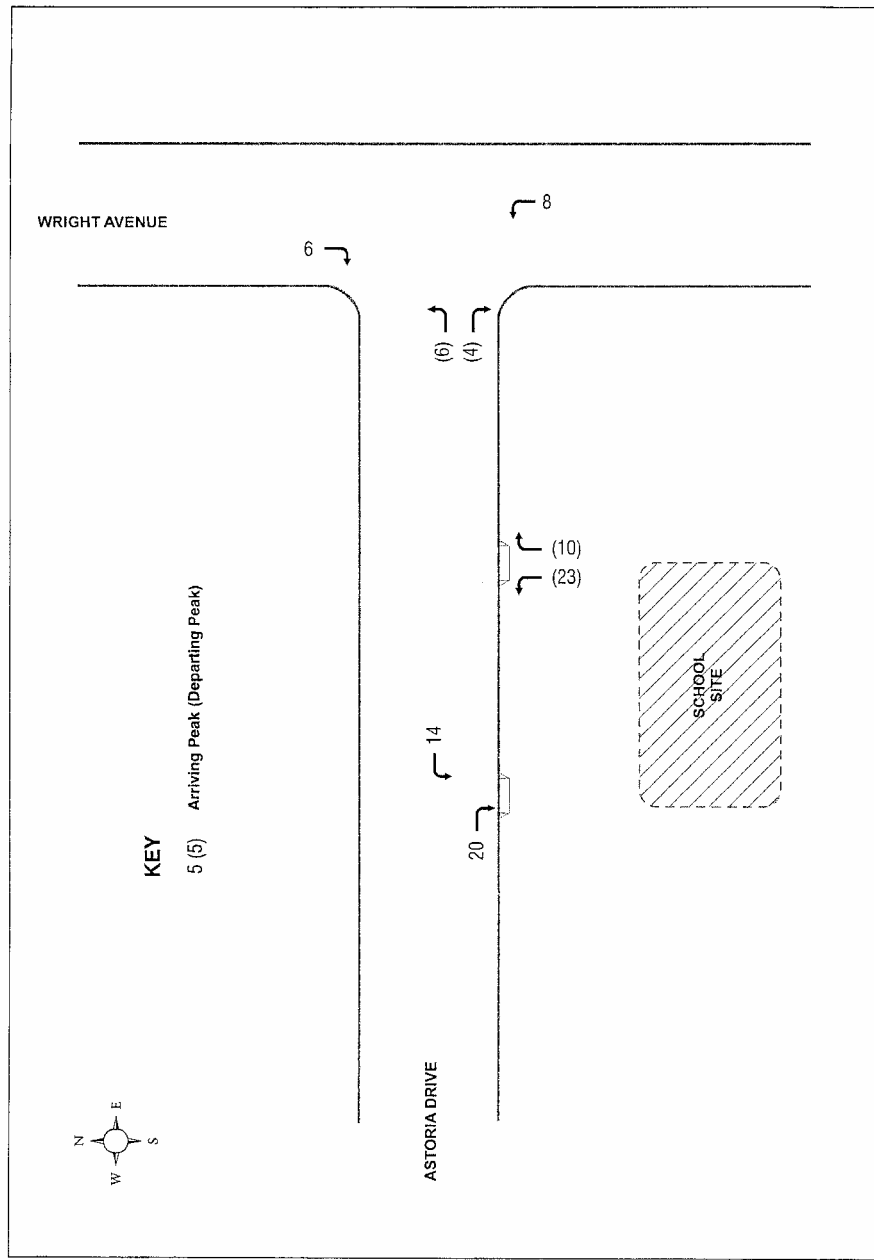 WRIGHT AVENUE
6
8
(6)
(4)
(10)
(23)
14
20
KEY
5 (5) Arriving Peak (Departing Peak)
SCHOOL
SITE
ASTORIA DRIVE
N
W
E
S